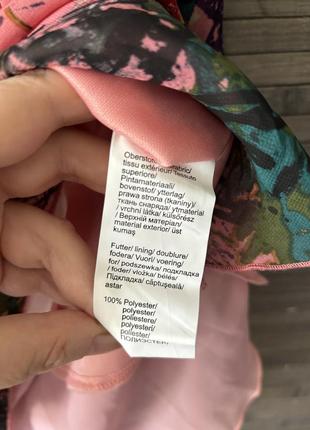 Oberstoff/ fabric/
tissu extérieur/ tessuto
superiore/
Pintamateriaali/
bovenstof/ ytterlag/
prawa strona (tkaniny)/
ткань снаряда/ ytmaterial
/ vrchní látka/ külsőrész
/ Верхній матеріал/
material exterior/ üst
kumaş
Futter/ lining/ doublure/
fodera/ Vuori/ voering/
for/ podszewka/ подкладка
/ foder/ vložka/ bélés/
Підкладка/ căptușeală/
astar
100% Polyester/
polyester/
poliestere/
polyesteri/
polyester/
ПОЛИЭСТЕР/